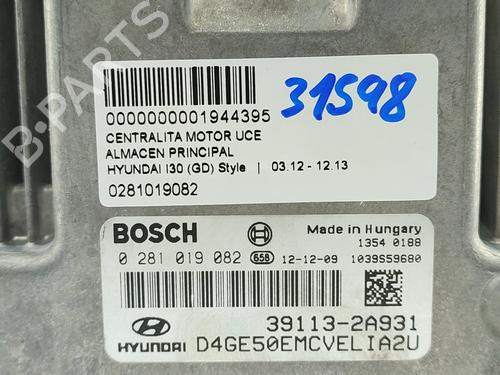 0000000001944395
31598
CENTRALITA MOTOR UCE
ALMACEN PRINCIPAL
HYUNDAI I30 (GD) Style | 03.12 - 12.13
0281019082
BOSCH
Made in Hungary
1354 0188
0 281 019 082 658 12-12-09 1039S59680
39113-2A931
HYUNDAI D4GE50EMCVELIA2U